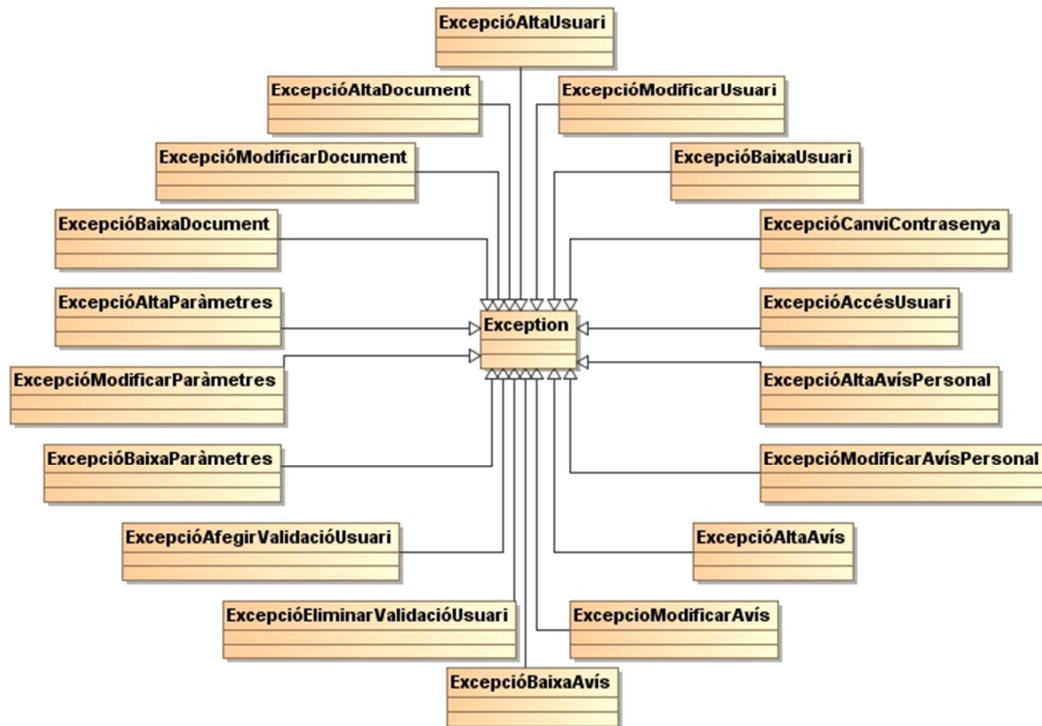 ExcepcióAltaUsuari
ExcepcióAltaDocument
ExcepcióModificarUsuari
ExcepcióModificarDocument
ExcepcióBaixaUsuari
ExcepcióBaixaDocument
ExcepcióCanviContrasenya
ExcepcióAltaParàmetres
ExcepcióAccésUsuari
Exception
ExcepcióModificarParàmetres
ExcepcióAltaAvísPersonal
ExcepcióBaixaParàmetres
ExcepcióModificarAvísPersonal
ExcepcióAfegirValidacióUsuari
ExcepcióAltaAvís
ExcepcióEliminarValidacióUsuari
ExcepcioModificarAvís
ExcepcióBaixaAvís